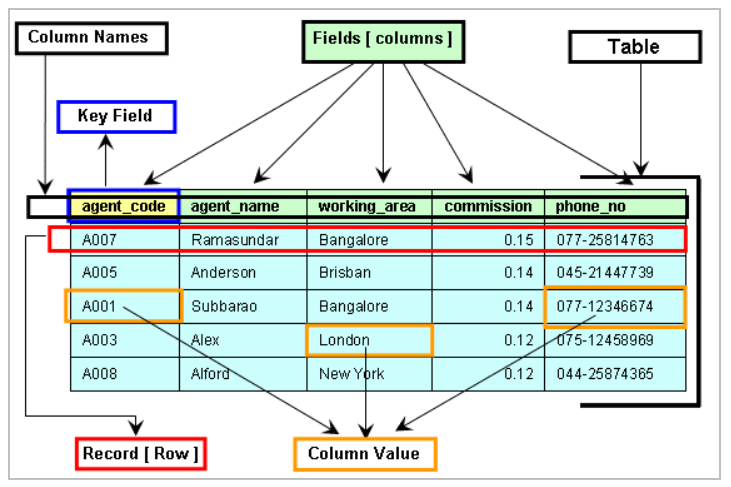 Column Names
Fields [ columns ]
Table
Key Field
agent_code agent_name working_area commission phone_no
A007 Ramasundar Bangalore 0.15 077-25814763
A005 Anderson Brisban 0.14 045-21447739
A001 Subbarao Bangalore 0.14 077-12346674
A003 Alex London 0.12 075-12458969
A008 Alford New York 0.12 044-25874365
Record [ Row ]
Column Value